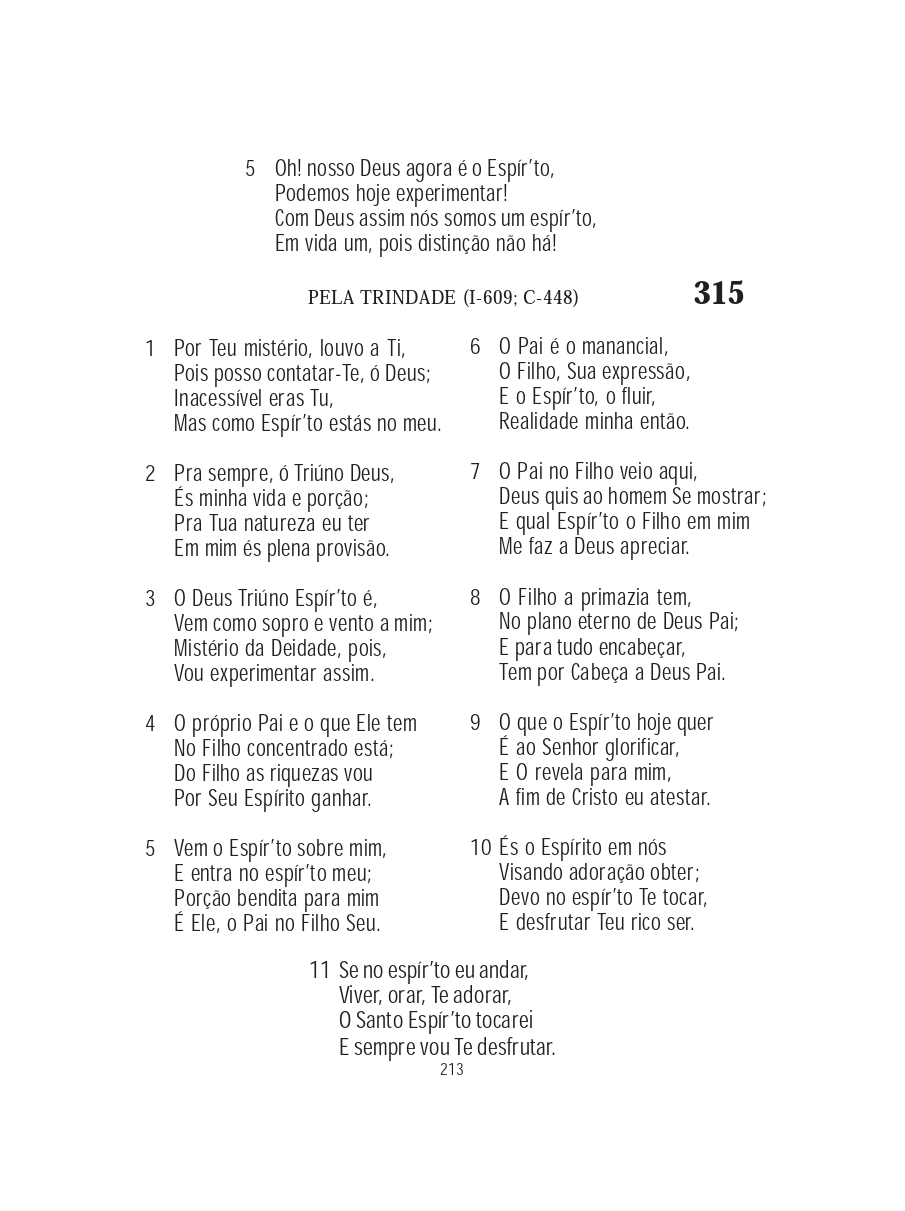 5 Oh! nosso Deus agora é o Espír’to,
Podemos hoje experimentar!
Com Deus assim nós somos um espír’to,
Em vida um, pois distinção não há!
PELA TRINDADE (I-609; C-448) 315
1 Por Teu mistério, louvo a Ti,
Pois posso contatar-Te, ó Deus;
Inacessível eras Tu,
Mas como Espír’to estás no meu.
2 Pra sempre, ó Triúno Deus,
És minha vida e porção;
Pra Tua natureza eu ter
Em mim és plena provisão.
3 O Deus Triúno Espír’to é,
Vem como sopro e vento a mim;
Mistério da Deidade, pois,
Vou experimentar assim.
4 O próprio Pai e o que Ele tem
No Filho concentrado está;
Do Filho as riquezas vou
Por Seu Espírito ganhar.
5 Vem o Espír’to sobre mim,
E entra no espír’to meu;
Porção bendita para mim
É Ele, o Pai no Filho Seu.
6 O Pai é o manancial,
O Filho, Sua expressão,
E o Espír’to, o fluir,
Realidade minha então.
7 O Pai no Filho veio aqui,
Deus quis ao homem Se mostrar;
E qual Espír’to o Filho em mim
Me faz a Deus apreciar.
8 O Filho a primazia tem,
No plano eterno de Deus Pai;
E para tudo encabeçar,
Tem por Cabeça a Deus Pai.
9 O que o Espír’to hoje quer
É ao Senhor glorificar,
E O revela para mim,
A fim de Cristo eu atestar.
10 És o Espírito em nós
Visando adoração obter;
Devo no espír’to Te tocar,
E desfrutar Teu rico ser.
11 Se no espír’to eu andar,
Viver, orar, Te adorar,
O Santo Espír’to tocarei
E sempre vou Te desfrutar.
213